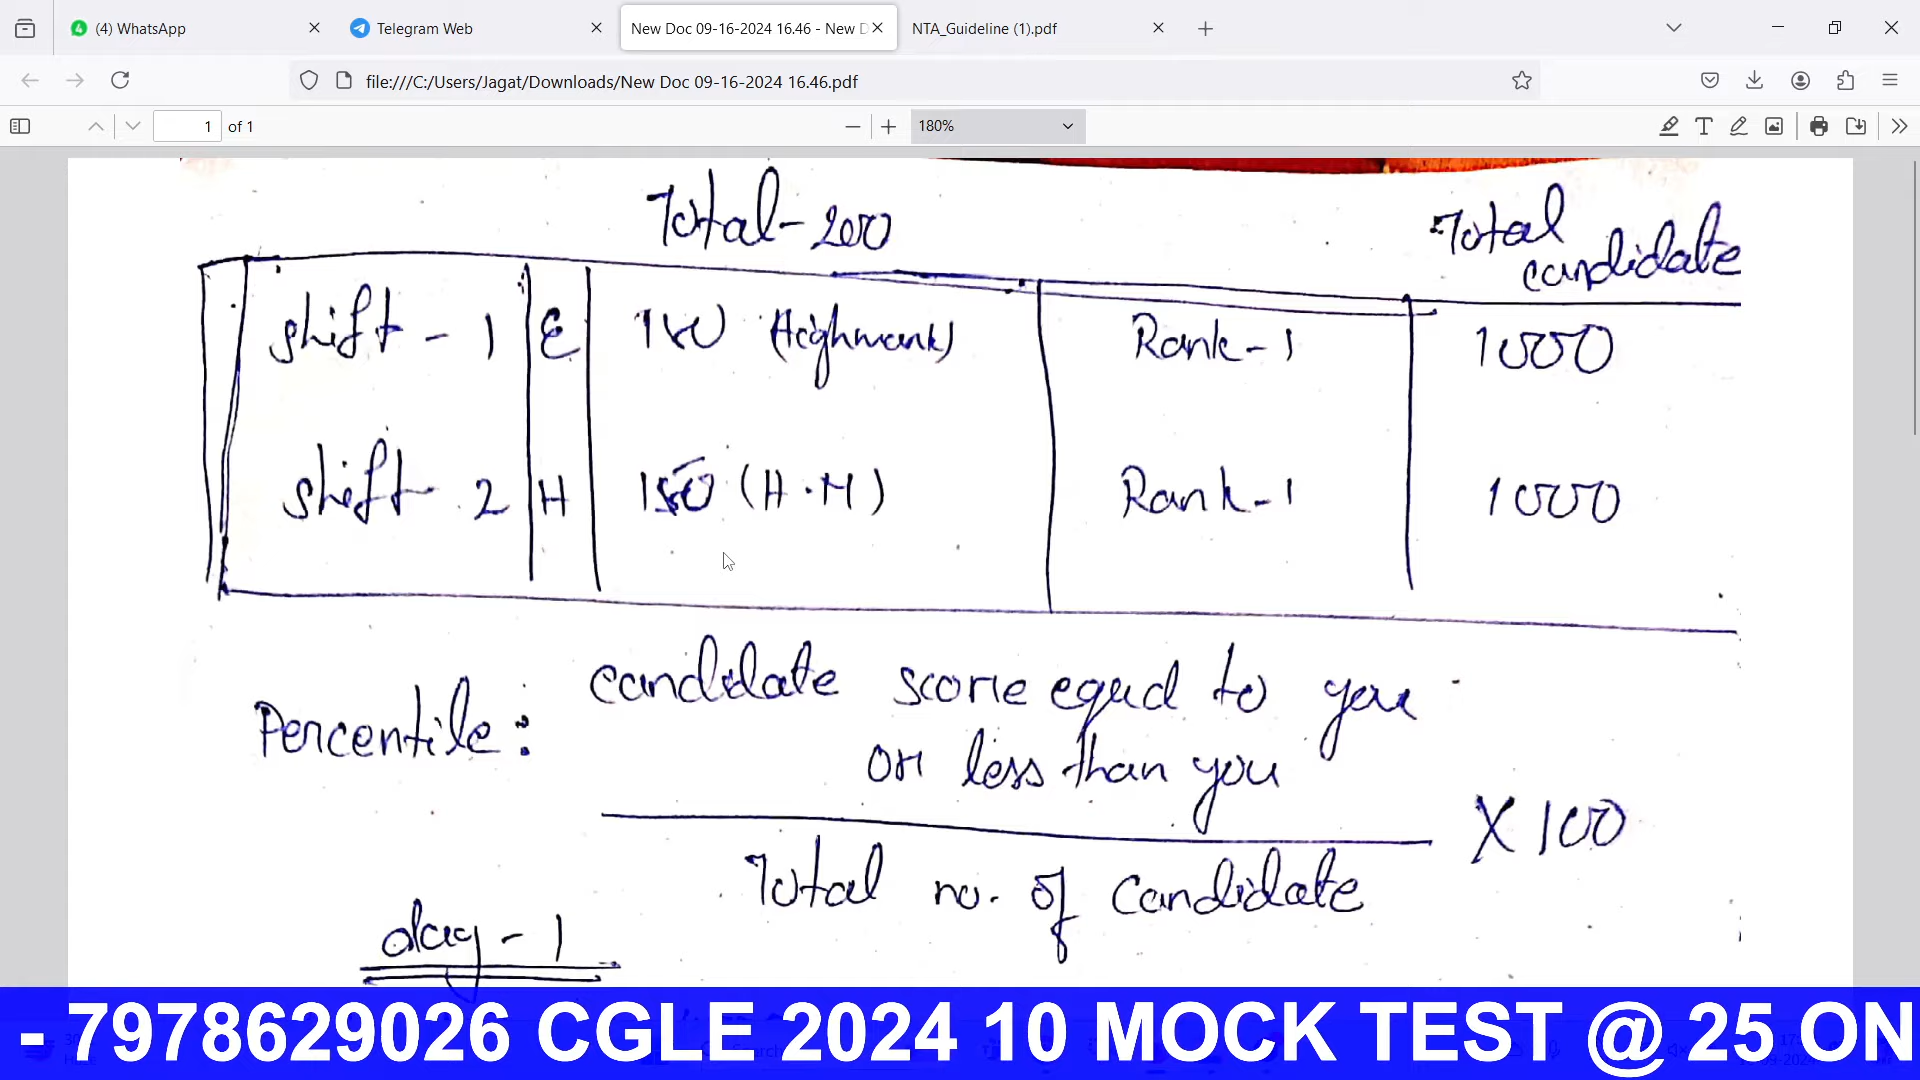 (4) WhatsApp
Telegram Web
New Doc 09-16-2024 16.46 - New D
NTA_Guideline (1).pdf
file:///C:/Users/Jagat/Downloads/New Doc 09-16-2024 16.46.pdf
1 of 1
180%
Total - 200
Total candidate
shift - 1 E 180 (Highmark) Rank - 1 1000
shift - 2 H 150 (H.M) Rank - 1 1000
Percentile :
candidate score equal to you
or less than you
X 100
Total no. of candidate
day - 1
- 7978629026 CGLE 2024 10 MOCK TEST @ 25 ON